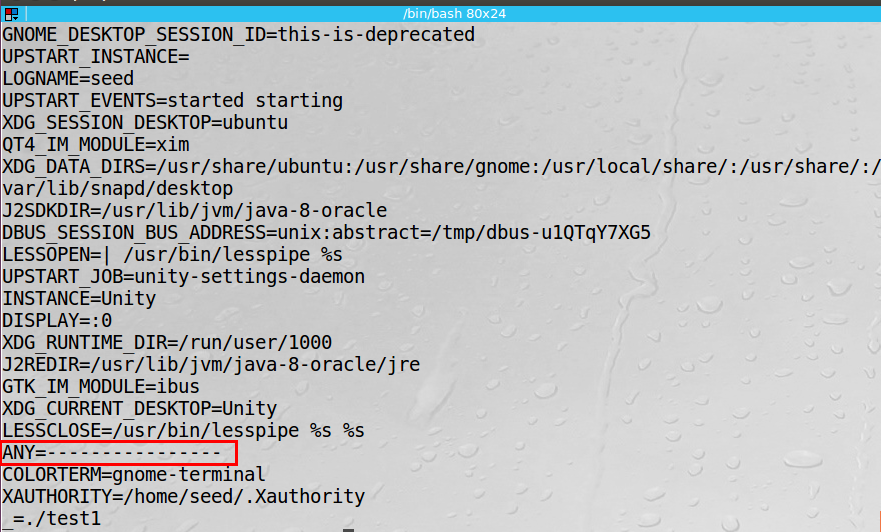 /bin/bash 80x24
GNOME_DESKTOP_SESSION_ID=this-is-deprecated
UPSTART_INSTANCE=
LOGNAME=seed
UPSTART_EVENTS=started starting
XDG_SESSION_DESKTOP=ubuntu
QT4_IM_MODULE=xim
XDG_DATA_DIRS=/usr/share/ubuntu:/usr/share/gnome:/usr/local/share/:/usr/share/:/
var/lib/snapd/desktop
J2SDKDIR=/usr/lib/jvm/java-8-oracle
DBUS_SESSION_BUS_ADDRESS=unix:abstract=/tmp/dbus-u1QTqY7XG5
LESSOPEN=| /usr/bin/lesspipe %s
UPSTART_JOB=unity-settings-daemon
INSTANCE=Unity
DISPLAY=:0
XDG_RUNTIME_DIR=/run/user/1000
J2REDIR=/usr/lib/jvm/java-8-oracle/jre
GTK_IM_MODULE=ibus
XDG_CURRENT_DESKTOP=Unity
LESSCLOSE=/usr/bin/lesspipe %s %s
ANY=----------------
COLORTERM=gnome-terminal
XAUTHORITY=/home/seed/.Xauthority
_=./test1